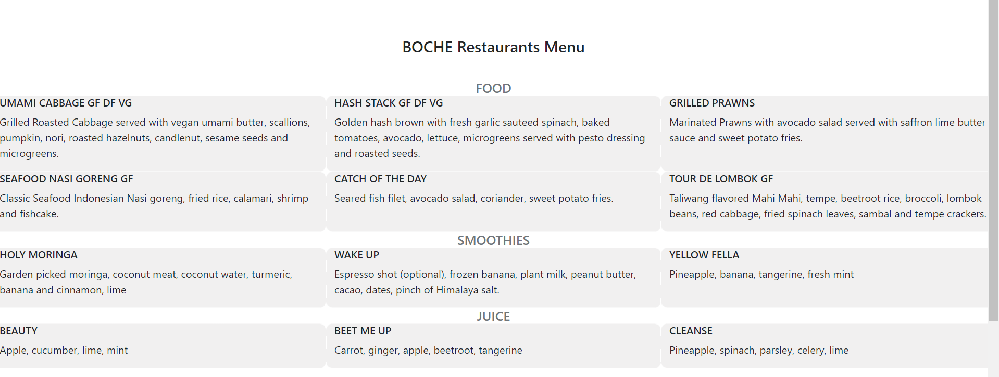 BOCHE Restaurants Menu
FOOD
UMAMI CABBAGE GF DF VG
Grilled Roasted Cabbage served with vegan umami butter, scallions,
pumpkin, nori, roasted hazelnuts, candlenut, sesame seeds and
microgreens.
HASH STACK GF DF VG
Golden hash brown with fresh garlic sauteed spinach, baked
tomatoes, avocado, lettuce, microgreens served with pesto dressing
and roasted seeds.
GRILLED PRAWNS
Marinated Prawns with avocado salad served with saffron lime butter
sauce and sweet potato fries.
SEAFOOD NASI GORENG GF
Classic Seafood Indonesian Nasi goreng, fried rice, calamari, shrimp
and fishcake.
CATCH OF THE DAY
Seared fish filet, avocado salad, coriander, sweet potato fries.
TOUR DE LOMBOK GF
Taliwang flavored Mahi Mahi, tempe, beetroot rice, broccoli, lombok
beans, red cabbage, fried spinach leaves, sambal and tempe crackers.
SMOOTHIES
HOLY MORINGA
Garden picked moringa, coconut meat, coconut water, turmeric,
banana and cinnamon, lime
WAKE UP
Espresso shot (optional), frozen banana, plant milk, peanut butter,
cacao, dates, pinch of Himalaya salt.
YELLOW FELLA
Pineapple, banana, tangerine, fresh mint
JUICE
BEAUTY
Apple, cucumber, lime, mint
BEET ME UP
Carrot, ginger, apple, beetroot, tangerine
CLEANSE
Pineapple, spinach, parsley, celery, lime